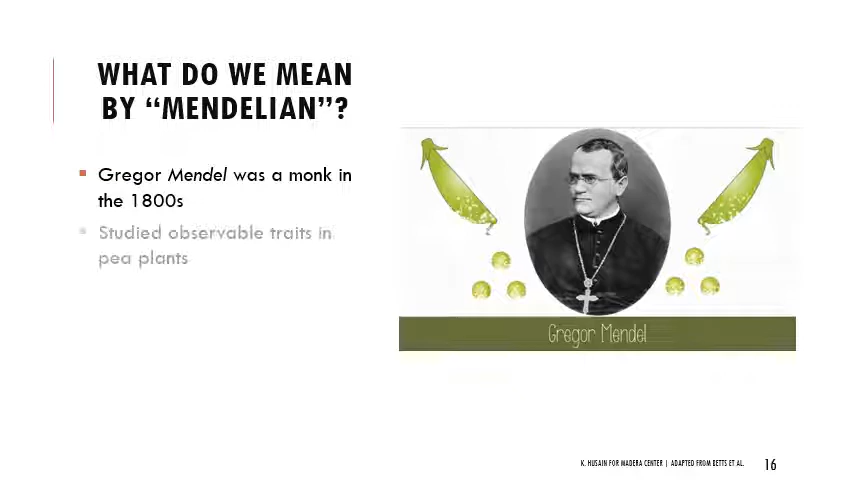 WHAT DO WE MEAN
BY “MENDELIAN”?
▪ Gregor Mendel was a monk in
the 1800s
▪ Studied observable traits in
pea plants
Gregor Mendel
K. HUSAIN FOR MADERA CENTER | ADAPTED FROM BETTS ET AL.
16